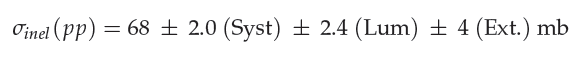 σinel(pp) = 68 ± 2.0 (Syst) ± 2.4 (Lum) ± 4 (Ext.) mb